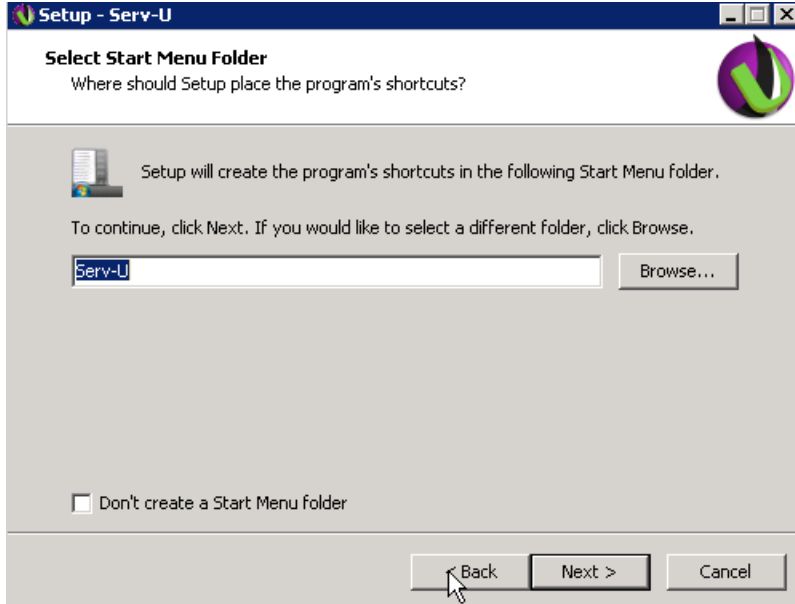 Setup - Serv-U
Select Start Menu Folder
Where should Setup place the program's shortcuts?
Setup will create the program's shortcuts in the following Start Menu folder.
To continue, click Next. If you would like to select a different folder, click Browse.
Serv-U
Browse...
Don't create a Start Menu folder
< Back
Next >
Cancel